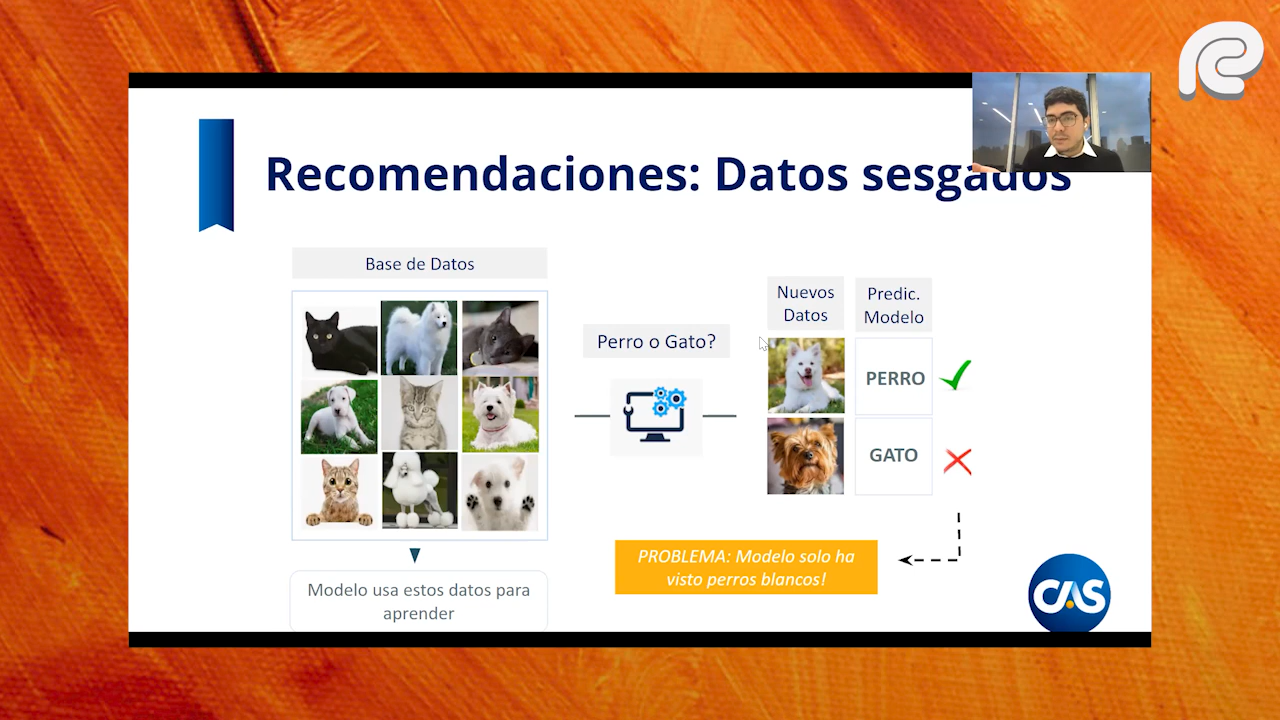 Recomendaciones: Datos sesgados
Base de Datos
Modelo usa estos datos para
aprender
Perro o Gato?
Nuevos
Datos
Predic.
Modelo
PERRO
GATO
PROBLEMA: Modelo solo ha
visto perros blancos!
CAS